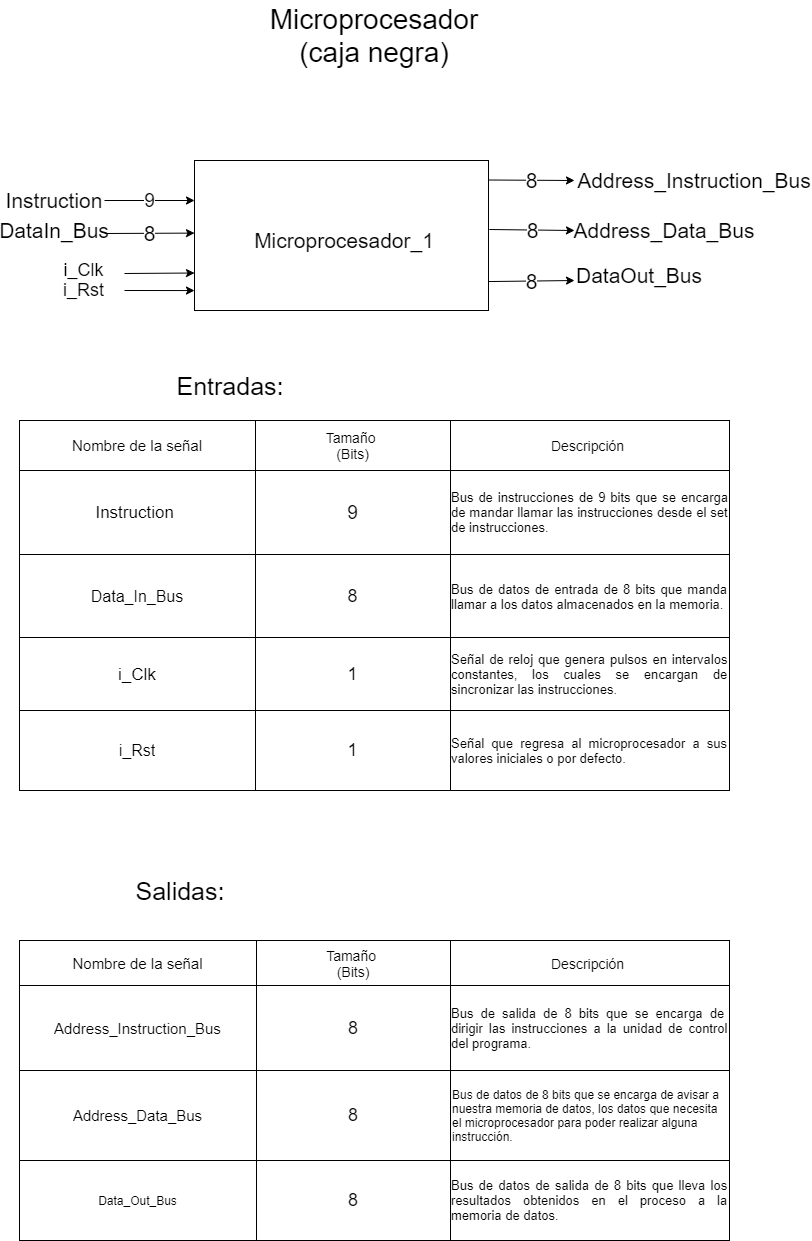 Microprocesador
(caja negra)
Instruction
9
DataIn_Bus
8
i_Clk
i_Rst
Microprocesador_1
8
Address_Instruction_Bus
8
Address_Data_Bus
8
DataOut_Bus
Entradas:
Nombre de la señal
Tamaño
(Bits)
Descripción
Instruction
9
Bus de instrucciones de 9 bits que se encarga
de mandar llamar las instrucciones desde el set
de instrucciones.
Data_In_Bus
8
Bus de datos de entrada de 8 bits que manda
llamar a los datos almacenados en la memoria.
i_Clk
1
Señal de reloj que genera pulsos en intervalos
constantes, los cuales se encargan de
sincronizar las instrucciones.
i_Rst
1
Señal que regresa al microprocesador a sus
valores iniciales o por defecto.
Salidas:
Nombre de la señal
Tamaño
(Bits)
Descripción
Address_Instruction_Bus
8
Bus de salida de 8 bits que se encarga de
dirigir las instrucciones a la unidad de control
del programa.
Address_Data_Bus
8
Bus de datos de 8 bits que se encarga de avisar a
nuestra memoria de datos, los datos que necesita
el microprocesador para poder realizar alguna
instrucción.
Data_Out_Bus
8
Bus de datos de salida de 8 bits que lleva los
resultados obtenidos en el proceso a la
memoria de datos.